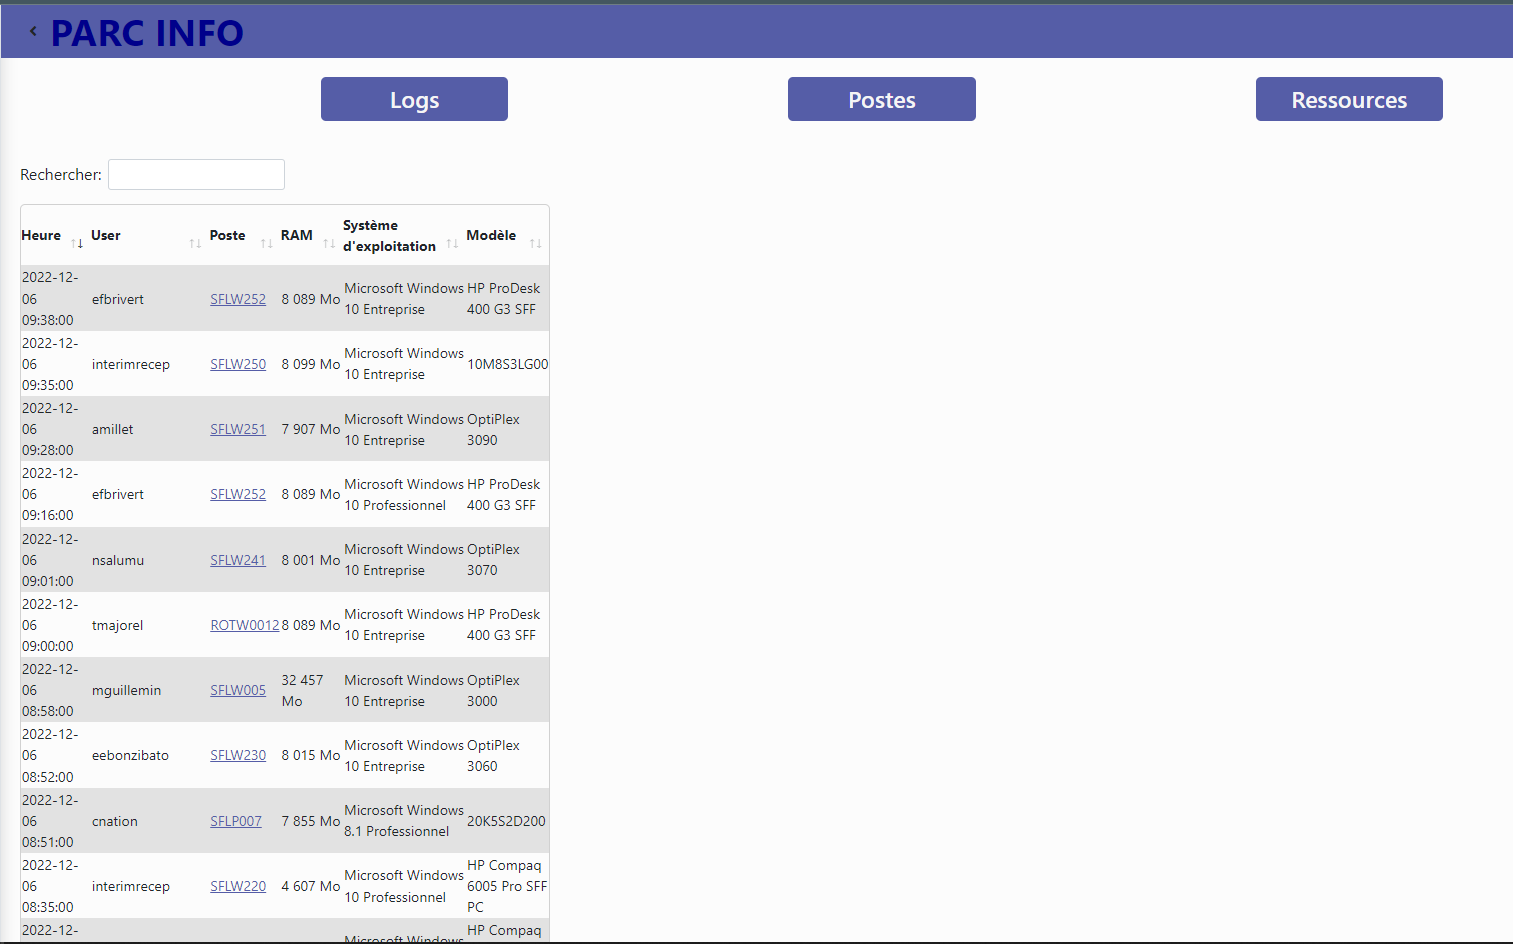 PARC INFO
Logs
Postes
Ressources
Rechercher:
Heure User Poste RAM Système d'exploitation Modèle
2022-12-06 09:38:00 efbrivert SFLW252 8 089 Mo Microsoft Windows 10 Entreprise HP ProDesk 400 G3 SFF
2022-12-06 09:35:00 interimrecep SFLW250 8 099 Mo Microsoft Windows 10 Entreprise 10M8S3LG00
2022-12-06 09:28:00 amillet SFLW251 7 907 Mo Microsoft Windows 10 Entreprise OptiPlex 3090
2022-12-06 09:16:00 efbrivert SFLW252 8 089 Mo Microsoft Windows 10 Professionnel HP ProDesk 400 G3 SFF
2022-12-06 09:01:00 nsalumu SFLW241 8 001 Mo Microsoft Windows 10 Entreprise OptiPlex 3070
2022-12-06 09:00:00 tmajorel ROTW0012 8 089 Mo Microsoft Windows 10 Entreprise HP ProDesk 400 G3 SFF
2022-12-06 08:58:00 mguillemin SFLW005 32 457 Mo Microsoft Windows 10 Entreprise OptiPlex 3000
2022-12-06 08:52:00 eebonzibato SFLW230 8 015 Mo Microsoft Windows 10 Entreprise OptiPlex 3060
2022-12-06 08:51:00 cnation SFLP007 7 855 Mo Microsoft Windows 8.1 Professionnel 20K5S2D200
2022-12-06 08:35:00 interimrecep SFLW220 4 607 Mo Microsoft Windows 10 Professionnel HP Compaq 6005 Pro SFF PC
2022-12- Microsoft Windows HP Compaq